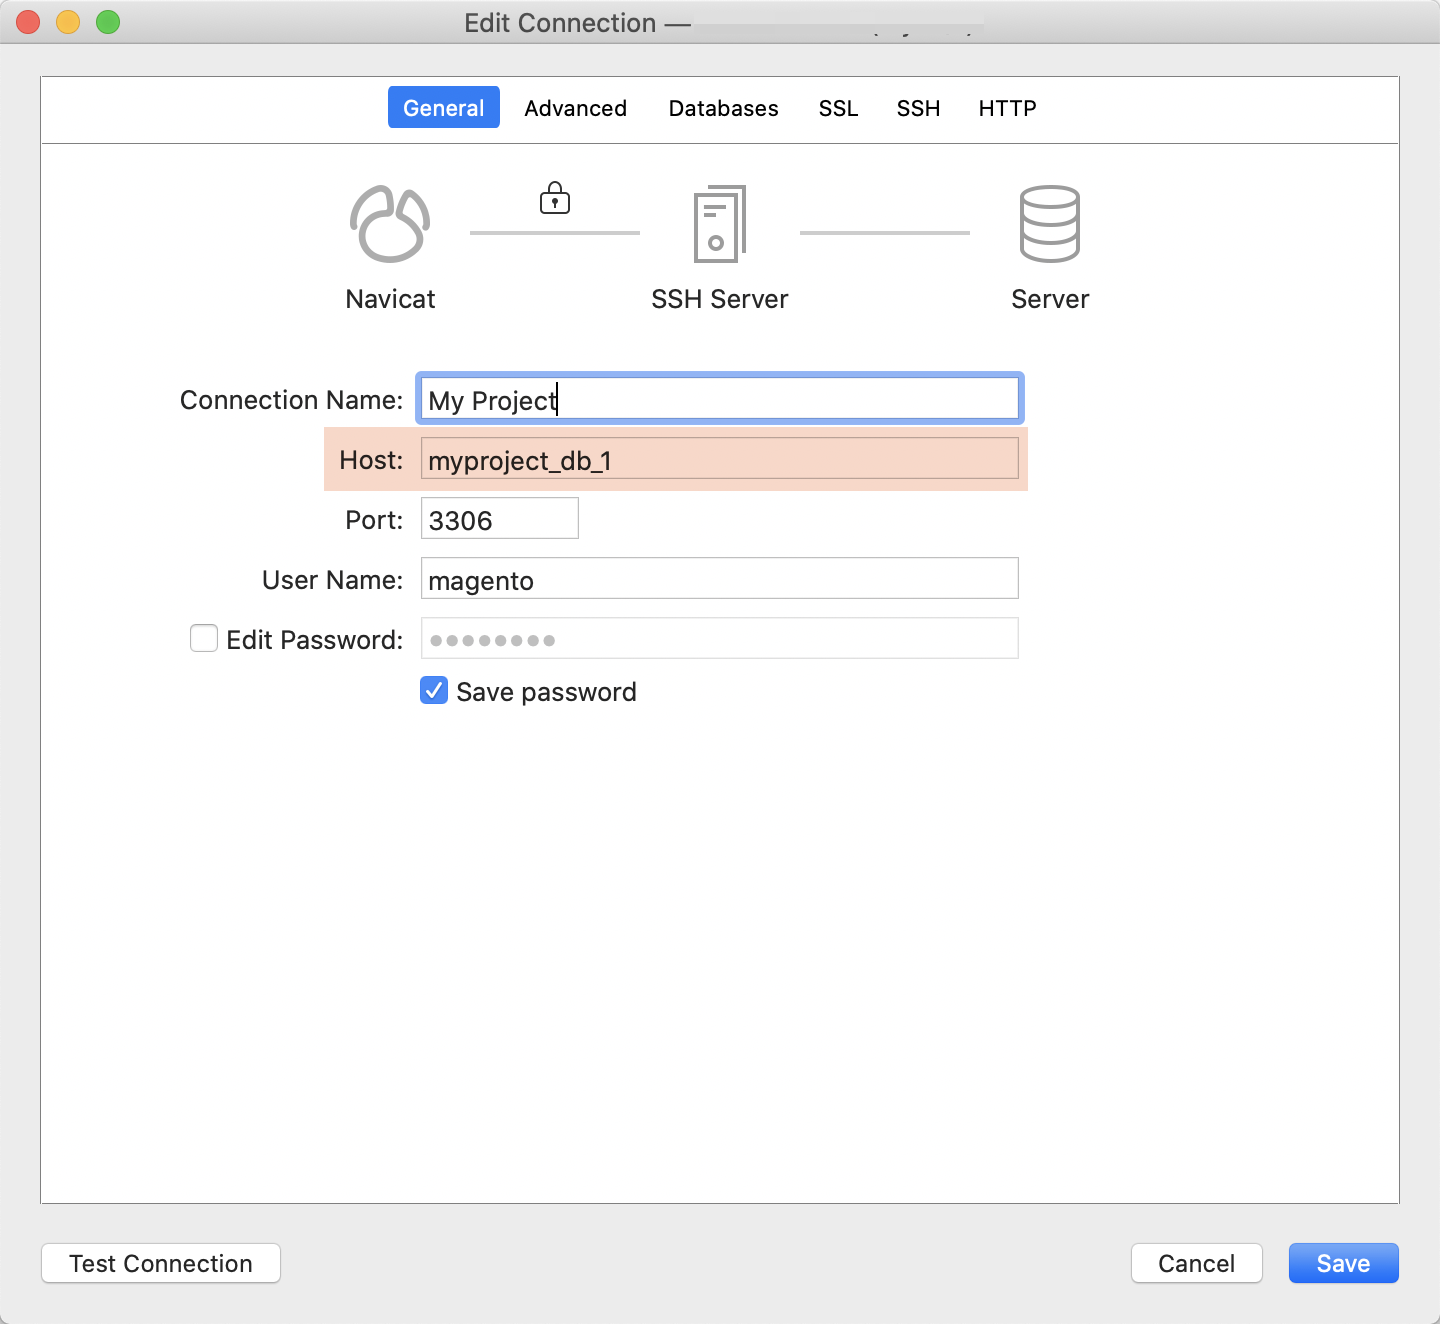 Edit Connection —
General Advanced Databases SSL SSH HTTP
Navicat SSH Server Server
Connection Name: My Project
Host: myproject_db_1
Port: 3306
User Name: magento
Edit Password: ••••••••
Save password
Test Connection Cancel Save